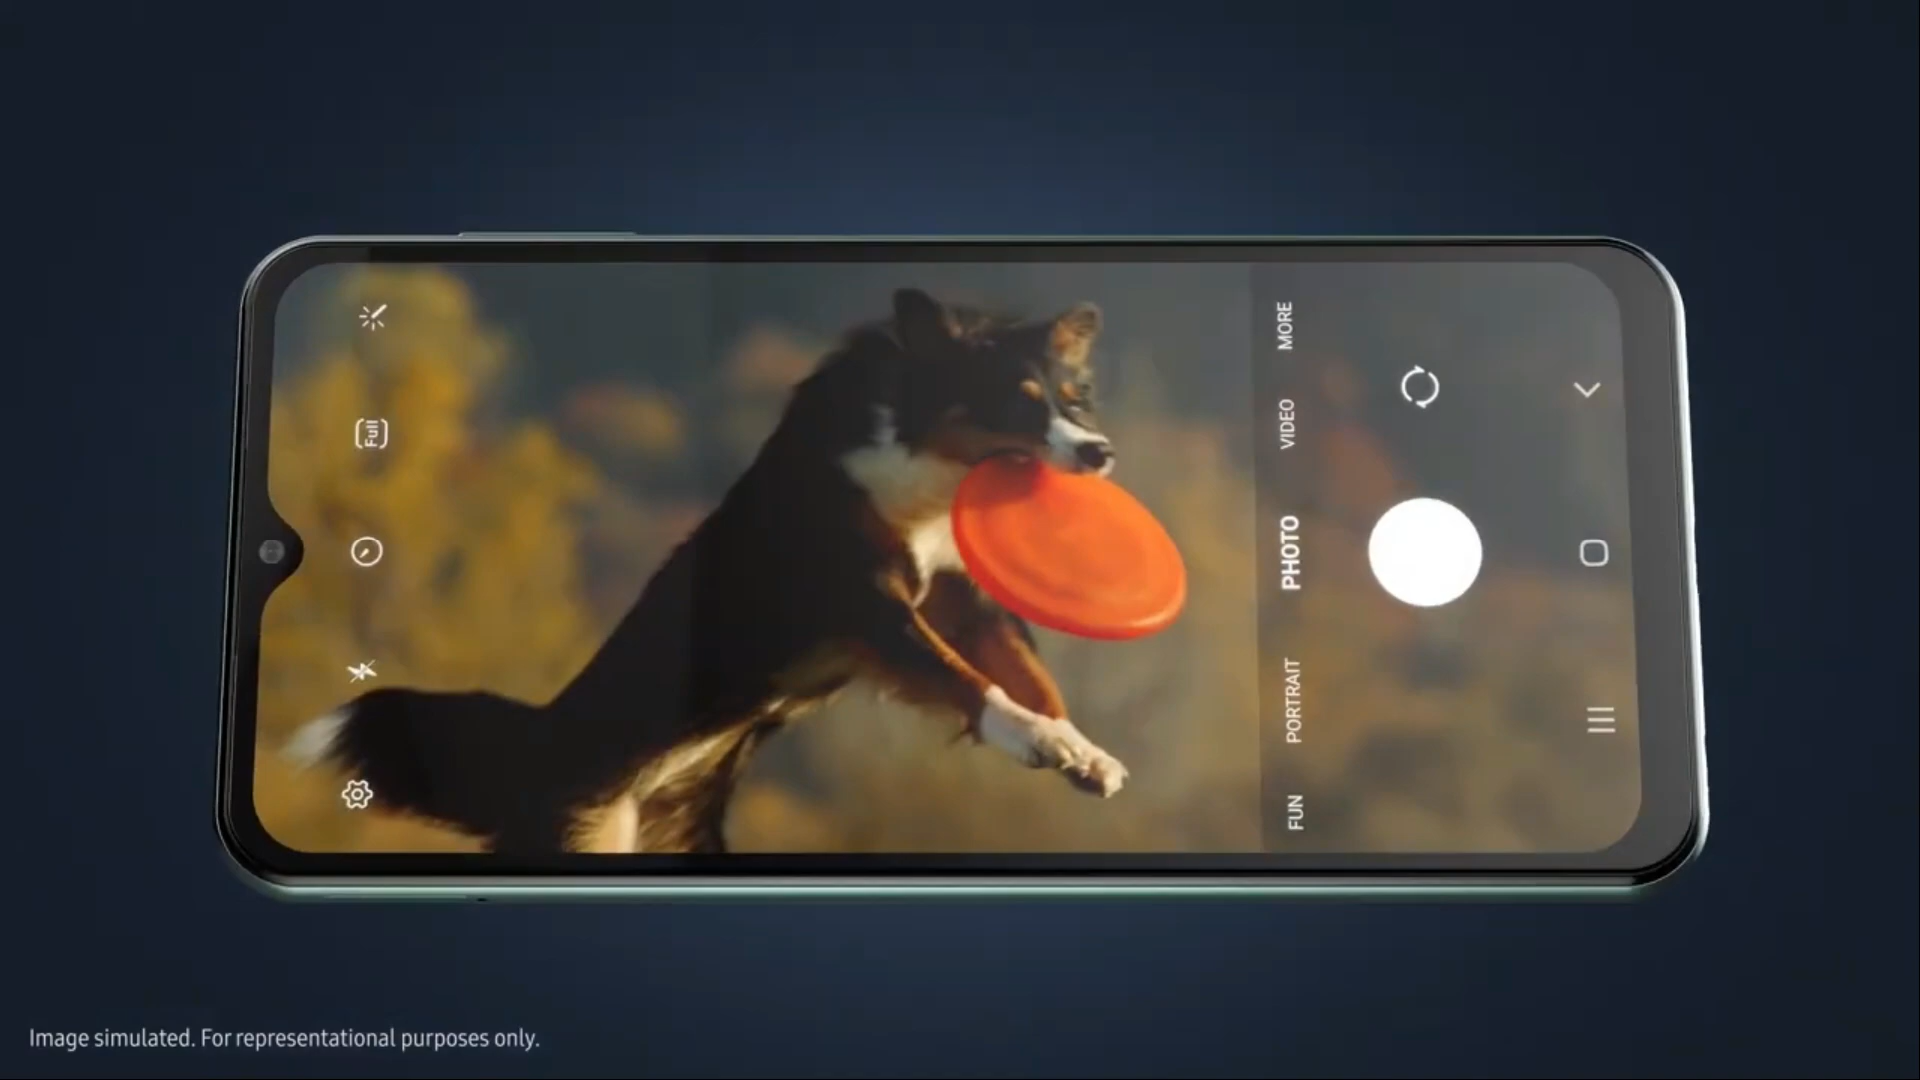 Full
MORE
VIDEO
PHOTO
PORTRAIT
FUN
Image simulated. For representational purposes only.